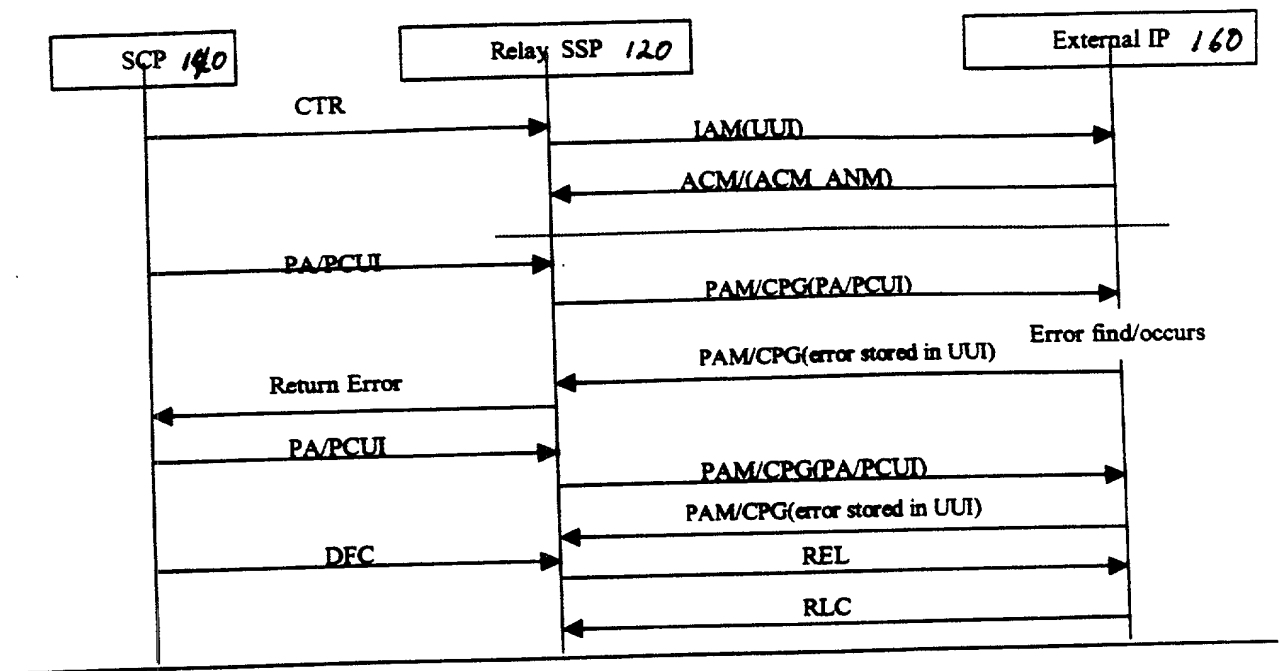 SCP 140
Relay SSP 120
External IP 160
CTR
IAM(UUI)
ACM/(ACM ANM)
PA/PCUI
PAM/CPG(PA/PCUI)
Error find/occurs
PAM/CPG(error stored in UUI)
Return Error
PA/PCUI
PAM/CPG(PA/PCUI)
PAM/CPG(error stored in UUI)
DFC
REL
RLC